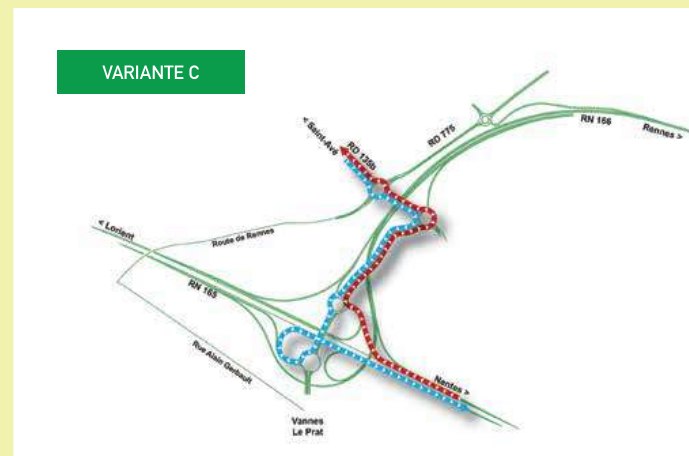 VARIANTE C
< Saint-Avé
RD 135b
RD 775
RN 166
Rennes >
< Lorient
Route de Rennes
RN 165
Rue Alain Gerbault
Nantes >
Vannes
Le Prat